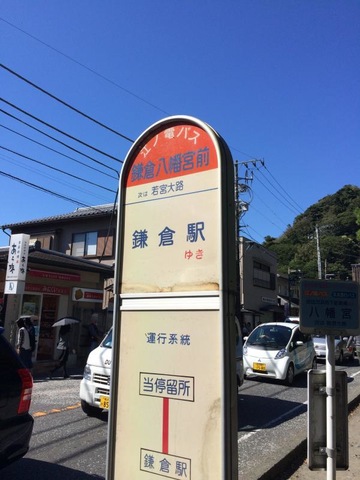 江ノ電バス
鎌倉八幡宮前
次は 若宮大路
鎌倉駅
ゆき
運行系統
当停留所
鎌倉駅
八幡宮